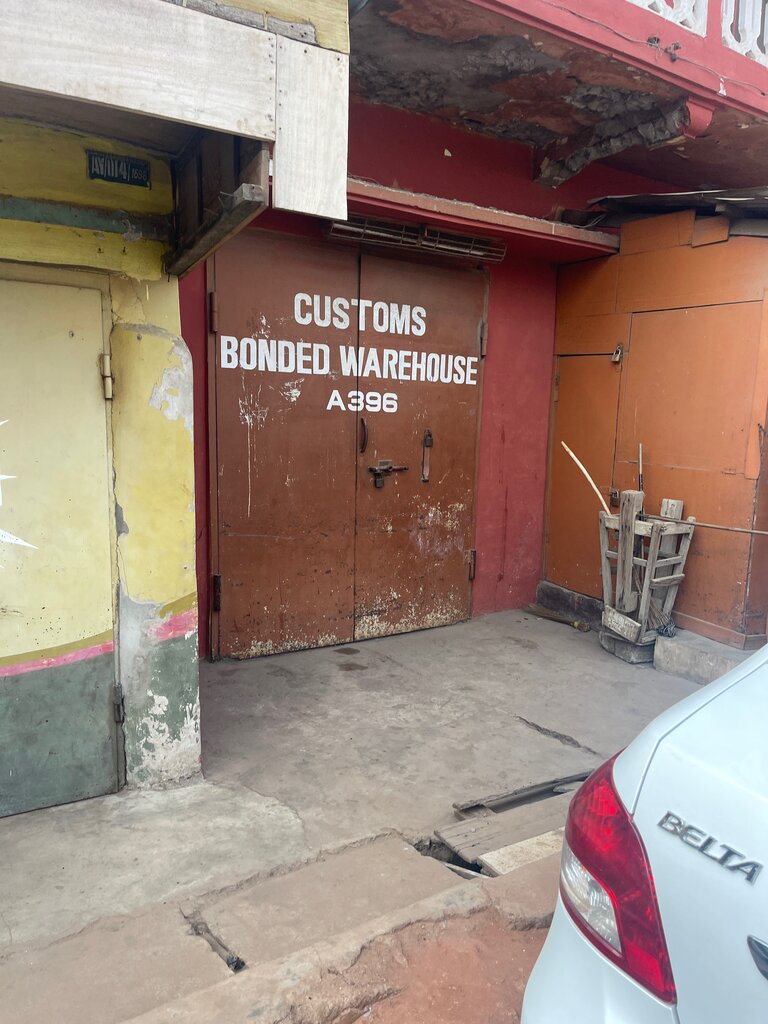 CUSTOMS
BONDED WAREHOUSE
A396
BELTA